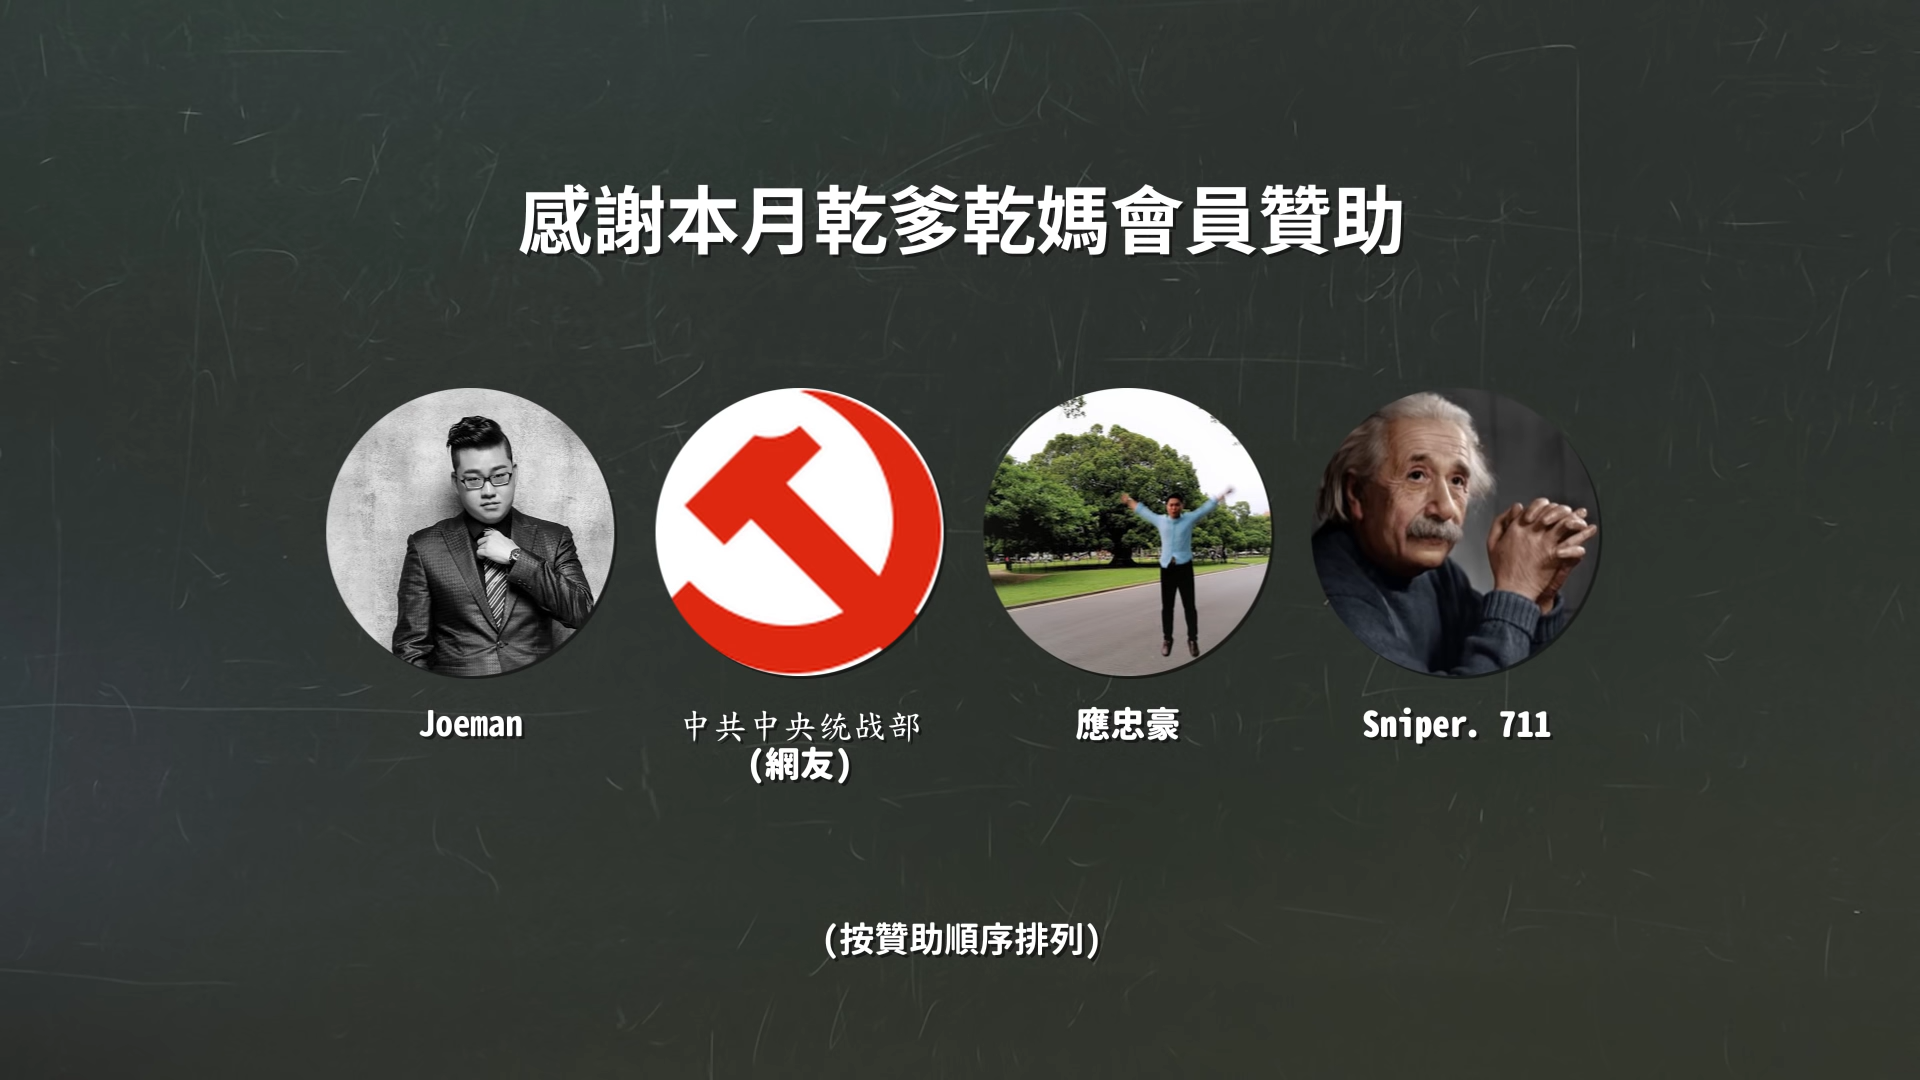 感謝本月乾爹乾媽會員贊助
Joeman
中共中央统战部
(網友)
應忠豪
Sniper. 711
(按贊助順序排列)